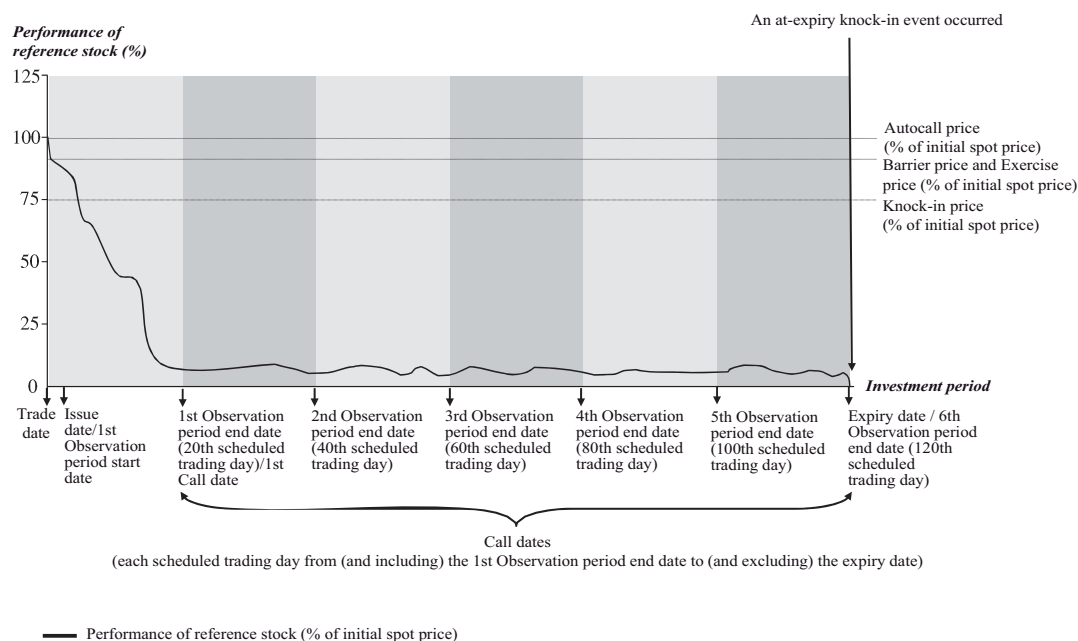 An at-expiry knock-in event occurred
Performance of
reference stock (%)
125
100
75
50
25
0
Autocall price
(% of initial spot price)
Barrier price and Exercise
price (% of initial spot price)
Knock-in price
(% of initial spot price)
Investment period
Trade
date
Issue
date/1st
Observation
period start
date
1st Observation
period end date
(20th scheduled
trading day)/1st
Call date
2nd Observation
period end date
(40th scheduled
trading day)
3rd Observation
period end date
(60th scheduled
trading day)
4th Observation
period end date
(80th scheduled
trading day)
5th Observation
period end date
(100th scheduled
trading day)
Expiry date / 6th
Observation period
end date (120th
scheduled
trading day)
Call dates
(each scheduled trading day from (and including) the 1st Observation period end date to (and excluding) the expiry date)
Performance of reference stock (% of initial spot price)